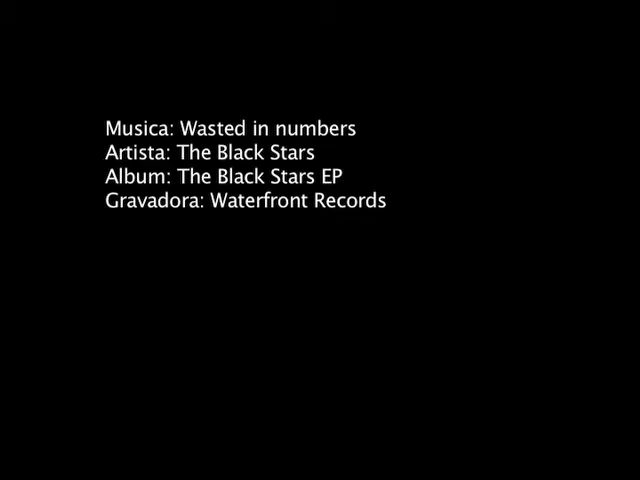 Musica: Wasted in numbers
Artista: The Black Stars
Album: The Black Stars EP
Gravadora: Waterfront Records